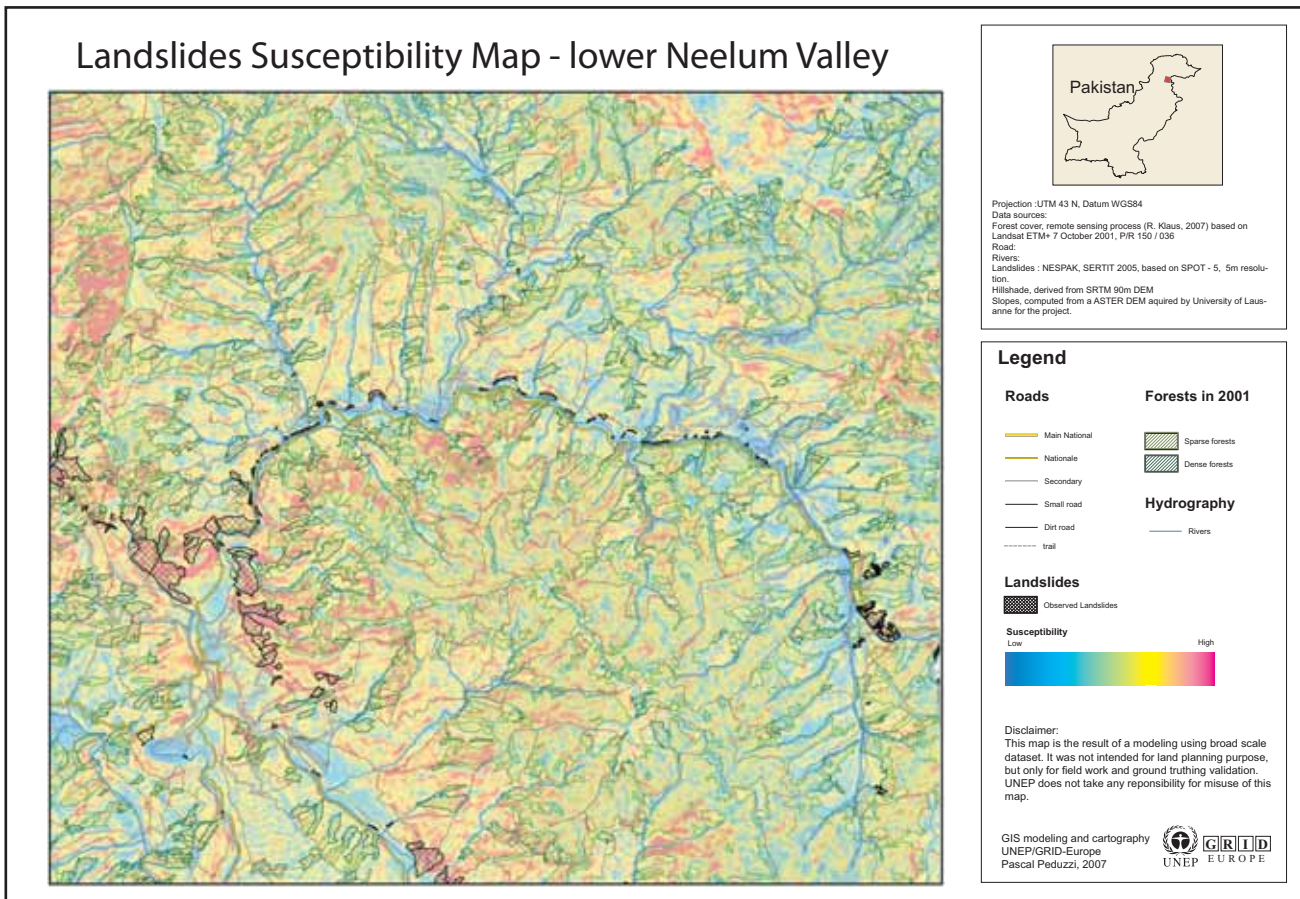 Landslides Susceptibility Map - lower Neelum Valley
Pakistan
Projection :UTM 43 N, Datum WGS84
Data sources:
Forest cover, remote sensing process (R. Klaus, 2007) based on
Landsat ETM+ 7 October 2001, P/R 150 / 036
Road:
Rivers:
Landslides : NESPAK, SERTIT 2005, based on SPOT - 5, 5m resolu-
tion.
Hillshade, derived from SRTM 90m DEM
Slopes, computed from a ASTER DEM aquired by University of Laus-
anne for the project.
Legend
Roads
Main National
Nationale
Secondary
Small road
Dirt road
trail
Forests in 2001
Sparse forests
Dense forests
Hydrography
Rivers
Landslides
Observed Landslides
Susceptibility
Low High
Disclaimer:
This map is the result of a modeling using broad scale
dataset. It was not intended for land planning purpose,
but only for field work and ground truthing validation.
UNEP does not take any reponsibility for misuse of this
map.
GIS modeling and cartography
UNEP/GRID-Europe
Pascal Peduzzi, 2007
UNEP
GRID
EUROPE